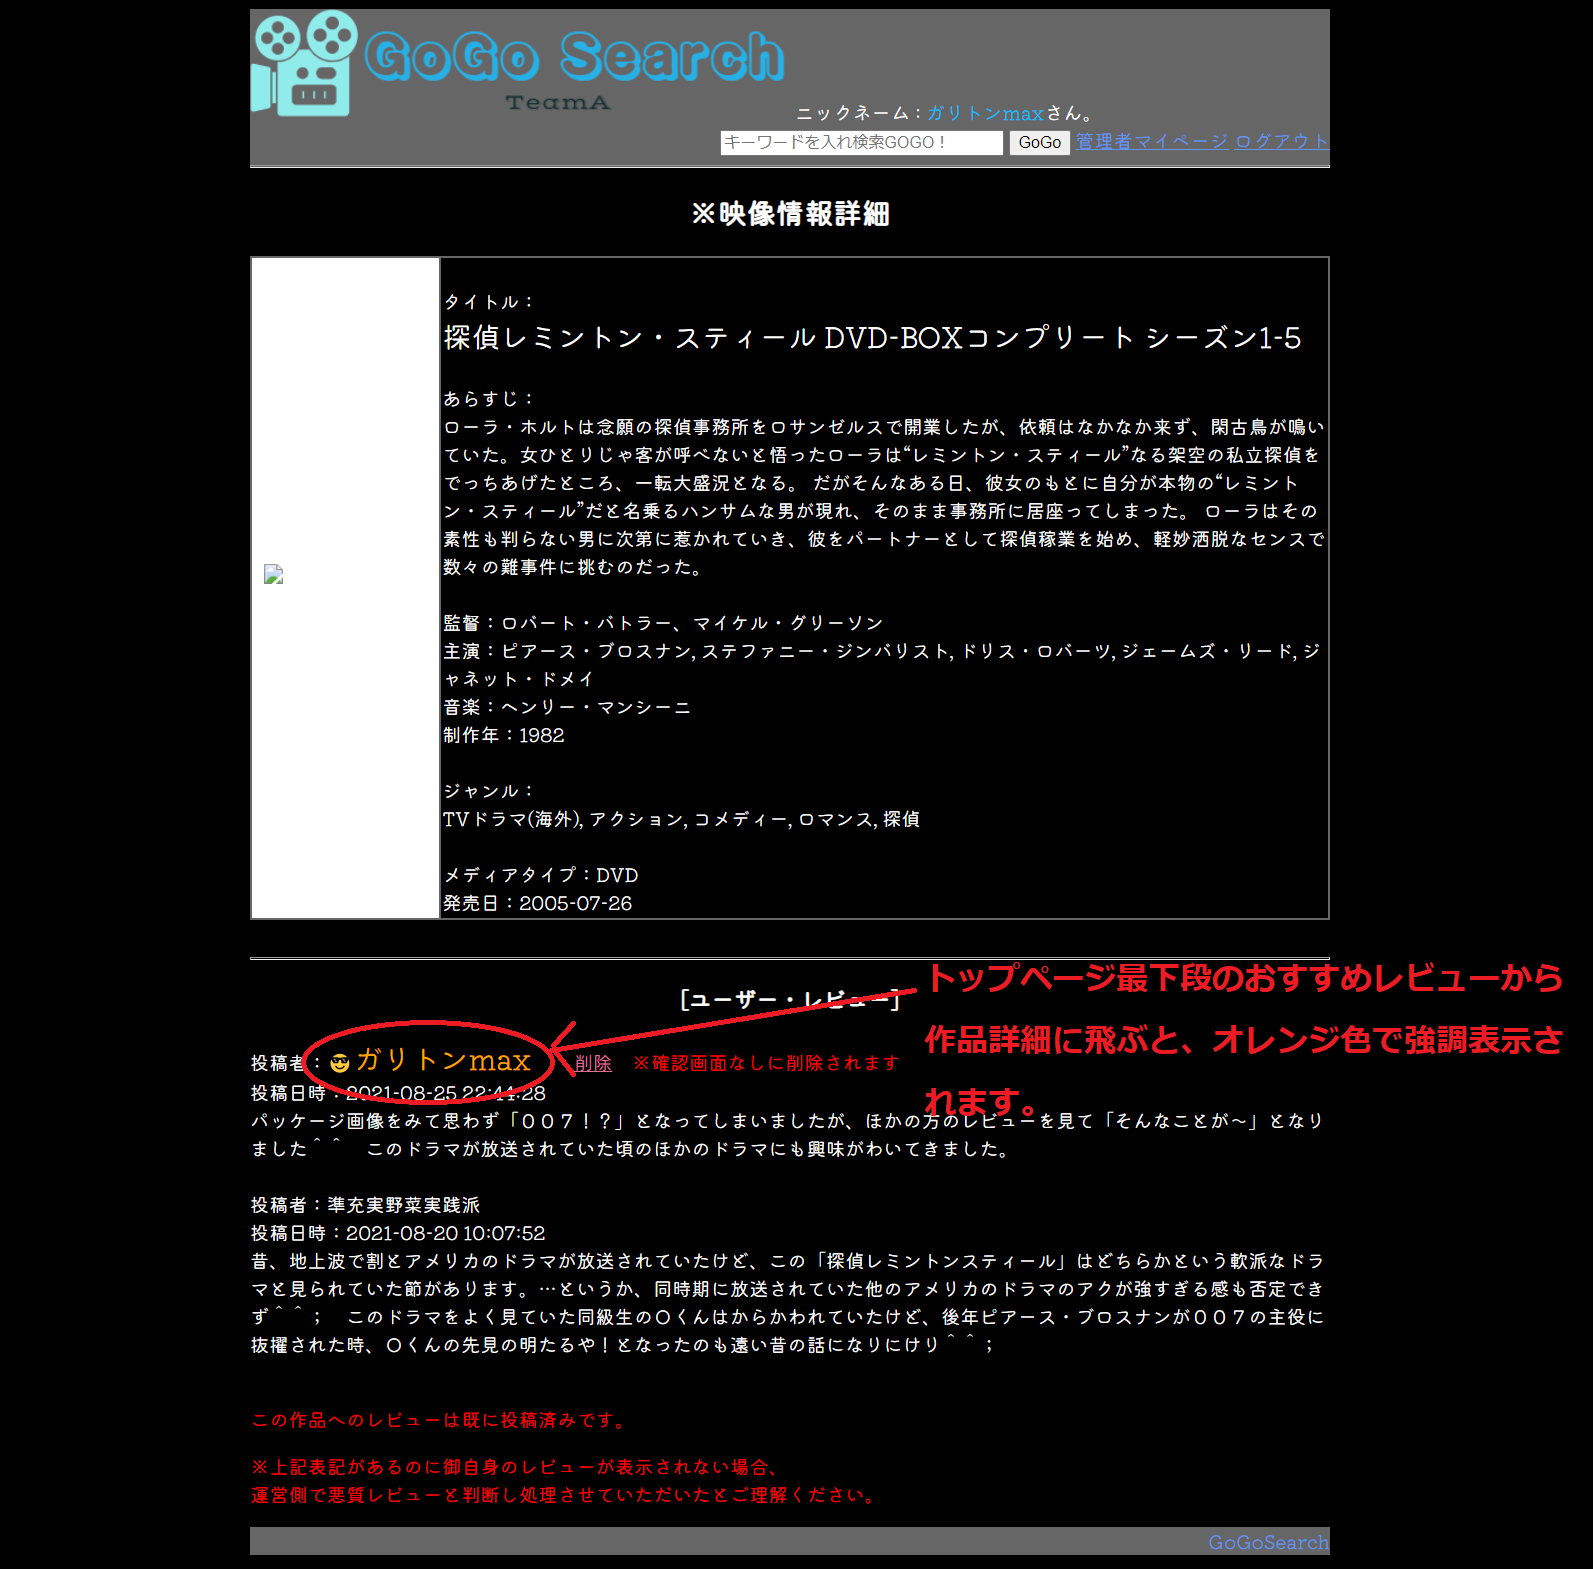 GoGo Search
TeamA
ニックネーム：ガリトンmaxさん。
キーワードを入れ検索GOGO！ GoGo 管理者マイページ ログアウト
※映像情報詳細
タイトル：
探偵レミントン・スティール DVD-BOXコンプリート シーズン1-5
あらすじ：
ローラ・ホルトは念願の探偵事務所をロサンゼルスで開業したが、依頼はなかなか来ず、閑古鳥が鳴い
ていた。女ひとりじゃ客が呼べないと悟ったローラは“レミントン・スティール”なる架空の私立探偵を
でっちあげたところ、一転大盛況となる。 だがそんなある日、彼女のもとに自分が本物の“レミント
ン・スティール”だと名乗るハンサムな男が現れ、そのまま事務所に居座ってしまった。 ローラはその
素性も判らない男に次第に惹かれていき、彼をパートナーとして探偵稼業を始め、軽妙洒脱なセンスで
数々の難事件に挑むのだった。
監督：ロバート・バトラー、マイケル・グリーソン
主演：ピアース・ブロスナン, ステファニー・ジンバリスト, ドリス・ロバーツ, ジェームズ・リード, ジ
ャネット・ドメイ
音楽：ヘンリー・マンシーニ
制作年：1982
ジャンル：
TVドラマ(海外), アクション, コメディー, ロマンス, 探偵
メディアタイプ：DVD
発売日：2005-07-26
トップページ最下段のおすすめレビューから
作品詳細に飛ぶと、オレンジ色で強調表示さ
れます。
[ユーザー・レビュー]
投稿者：😎ガリトンmax 削除 ※確認画面なしに削除されます
投稿日時：2021-08-25 22:44:28
パッケージ画像をみて思わず「００７！？」となってしまいましたが、ほかの方のレビューを見て「そんなことが～」となり
ました＾＾　このドラマが放送されていた頃のほかのドラマにも興味がわいてきました。
投稿者：準充実野菜実践派
投稿日時：2021-08-20 10:07:52
昔、地上波で割とアメリカのドラマが放送されていたけど、この「探偵レミントンスティール」はどちらかという軟派なドラ
マと見られていた節があります。…というか、同時期に放送されていた他のアメリカのドラマのアクが強すぎる感も否定でき
ず＾＾；　このドラマをよく見ていた同級生の〇くんはからかわれていたけど、後年ピアース・ブロスナンが００７の主役に
抜擢された時、〇くんの先見の明たるや！となったのも遠い昔の話になりにけり＾＾；
この作品へのレビューは既に投稿済みです。
※上記表記があるのに御自身のレビューが表示されない場合、
運営側で悪質レビューと判断し処理させていただいたとご理解ください。
GoGoSearch